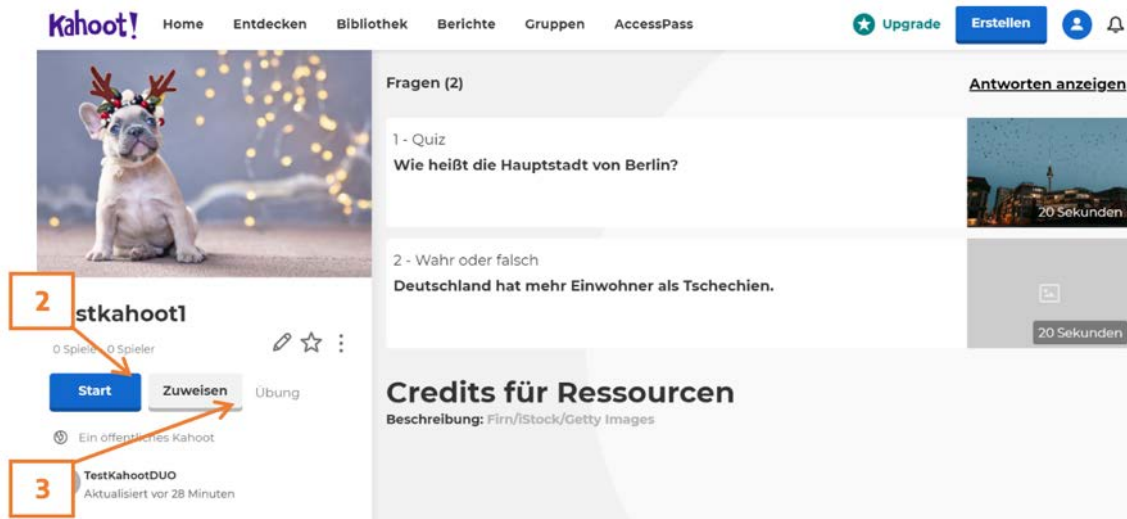 Kahoot! Home Entdecken Bibliothek Berichte Gruppen AccessPass Upgrade Erstellen
Fragen (2) Antworten anzeigen
1 - Quiz
Wie heißt die Hauptstadt von Berlin?
20 Sekunden
2 - Wahr oder falsch
Deutschland hat mehr Einwohner als Tschechien.
20 Sekunden
2
stkahoot1
0 Spiele 0 Spieler
Start Zuweisen Übung
Ein öffentliches Kahoot
3
TestKahootDUO
Aktualisiert vor 28 Minuten
Credits für Ressourcen
Beschreibung: Firn/iStock/Getty Images